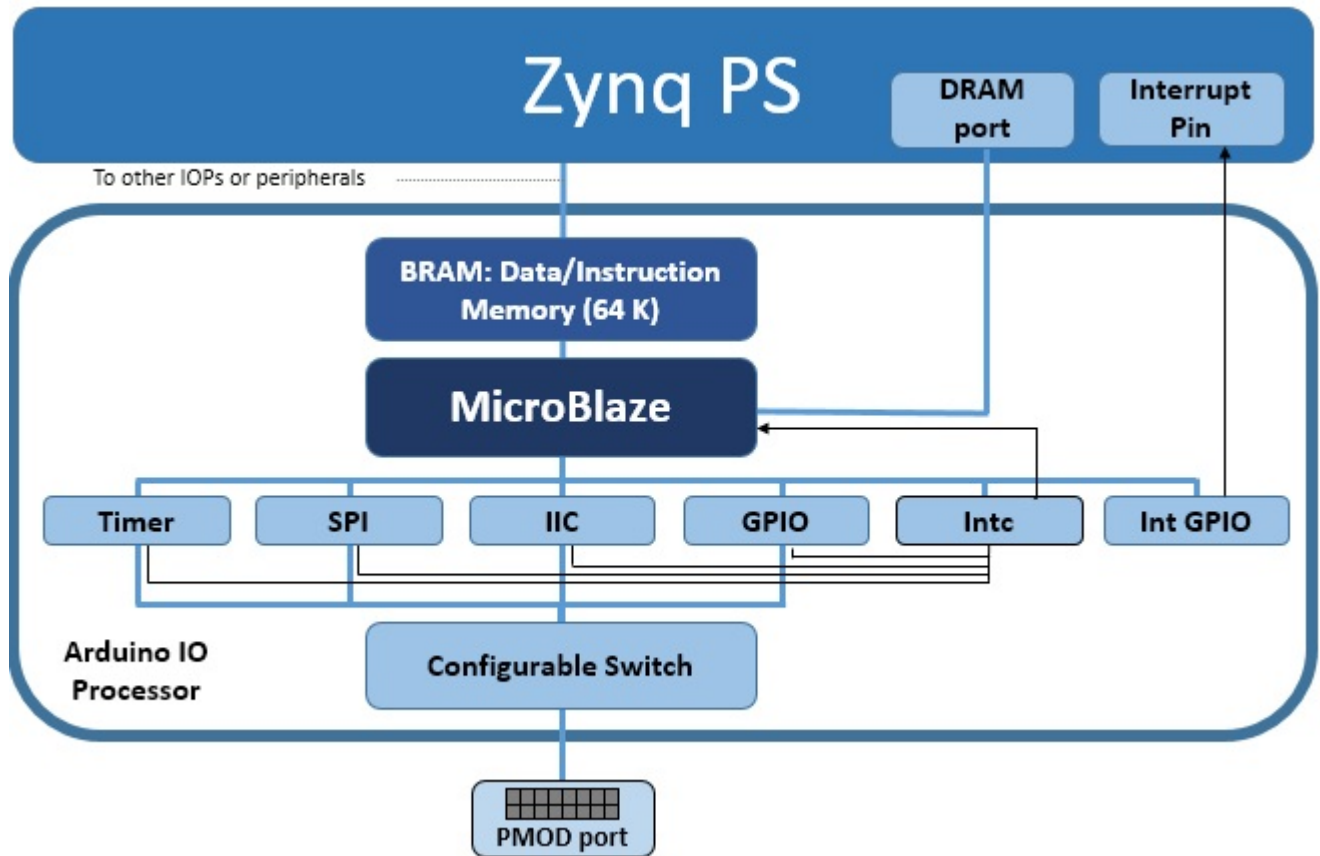 Zynq PS
DRAM
port
Interrupt
Pin
To other IOPs or peripherals
BRAM: Data/Instruction
Memory (64 K)
MicroBlaze
Timer
SPI
IIC
GPIO
Intc
Int GPIO
Arduino IO
Processor
Configurable Switch
PMOD port